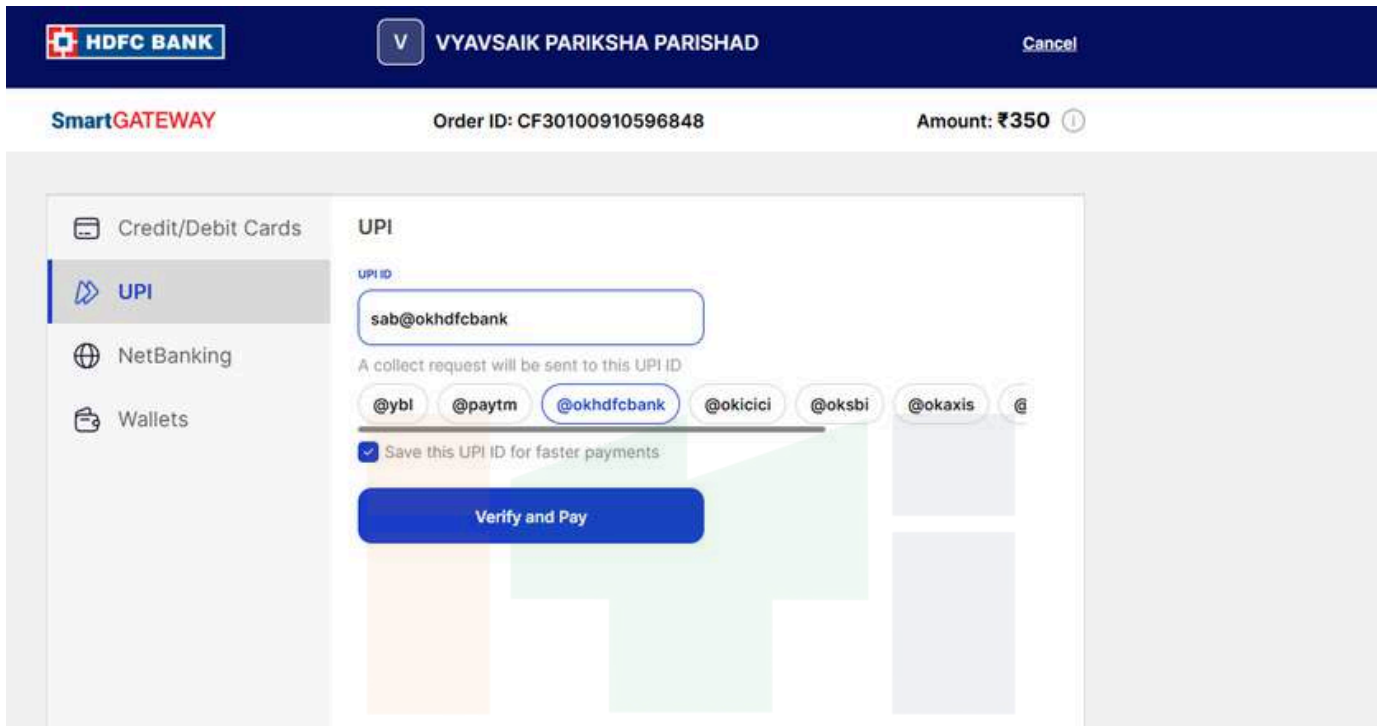 HDFC BANK
V VYAVSAIK PARIKSHA PARISHAD
Cancel
SmartGATEWAY
Order ID: CF30100910596848
Amount: ₹350
Credit/Debit Cards
UPI
NetBanking
Wallets
UPI
UPI ID
sab@okhdfcbank
A collect request will be sent to this UPI ID
@ybl @paytm @okhdfcbank @okicici @oksbi @okaxis @
Save this UPI ID for faster payments
Verify and Pay